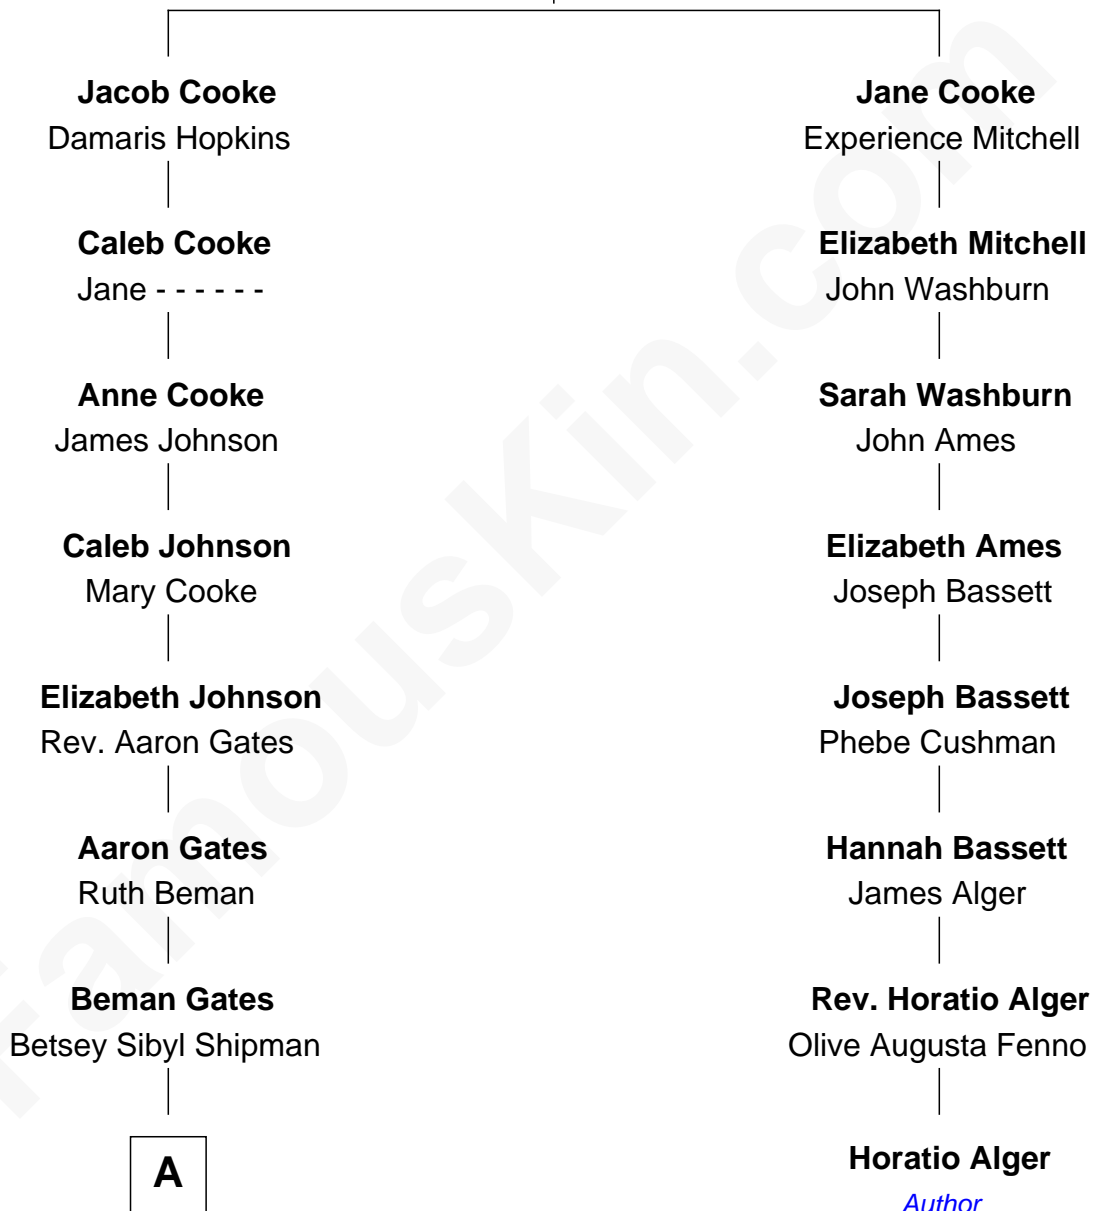 Jacob Cooke
Damaris Hopkins
Jane Cooke
Experience Mitchell
Caleb Cooke
Jane - - - - - -
Elizabeth Mitchell
John Washburn
Anne Cooke
James Johnson
Sarah Washburn
John Ames
Caleb Johnson
Mary Cooke
Elizabeth Ames
Joseph Bassett
Elizabeth Johnson
Rev. Aaron Gates
Joseph Bassett
Phebe Cushman
Aaron Gates
Ruth Beman
Hannah Bassett
James Alger
Beman Gates
Betsey Sibyl Shipman
Rev. Horatio Alger
Olive Augusta Fenno
A
Horatio Alger
Author
FamousKin.com